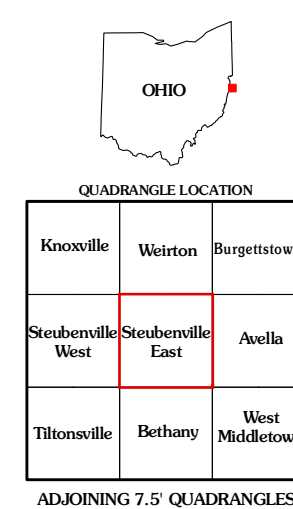 OHIO
QUADRANGLE LOCATION
Knoxville Weirton Burgettstow
Steubenville West Steubenville East Avella
Tiltonsville Bethany West Middletow
ADJOINING 7.5' QUADRANGLES